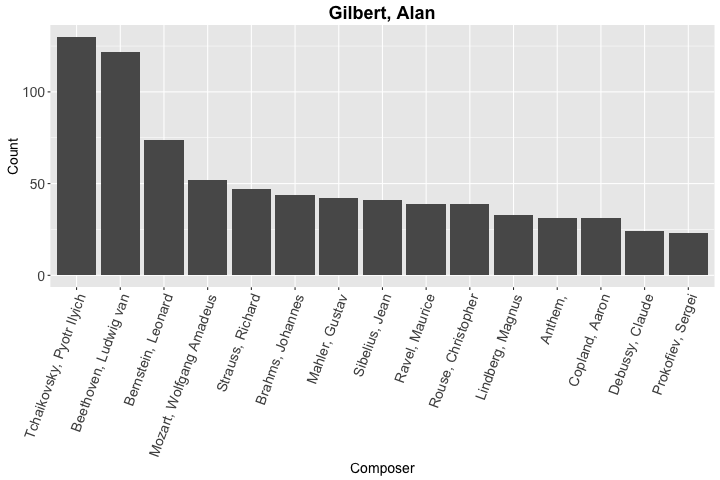 Gilbert, Alan
Count
100
50
0
Tchaikovsky, Pyotr Ilyich
Beethoven, Ludwig van
Bernstein, Leonard
Mozart, Wolfgang Amadeus
Strauss, Richard
Brahms, Johannes
Mahler, Gustav
Sibelius, Jean
Ravel, Maurice
Rouse, Christopher
Lindberg, Magnus
Anthem,
Copland, Aaron
Debussy, Claude
Prokofiev, Sergei
Composer